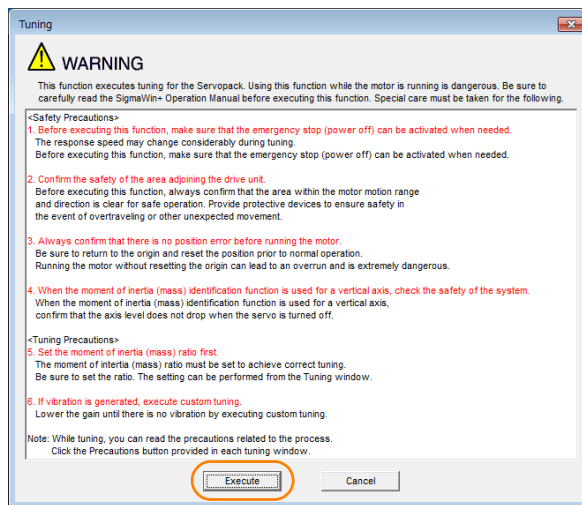 Tuning
WARNING
This function executes tuning for the Servopack. Using this function while the motor is running is dangerous. Be sure to
carefully read the SigmaWin+ Operation Manual before executing this function. Special care must be taken for the following.
<Safety Precautions>
1. Before executing this function, make sure that the emergency stop (power off) can be activated when needed.
The response speed may change considerably during tuning.
Before executing this function, make sure that the emergency stop (power off) can be activated when needed.
2. Confirm the safety of the area adjoining the drive unit.
Before executing this function, always confirm that the area within the motor motion range
and direction is clear for safe operation. Provide protective devices to ensure safety in
the event of overtraveling or other unexpected movement.
3. Always confirm that there is no position error before running the motor.
Be sure to return to the origin and reset the position prior to normal operation.
Running the motor without resetting the origin can lead to an overrun and is extremely dangerous.
4. When the moment of inertia (mass) identification function is used for a vertical axis, check the safety of the system.
When the moment of inertia (mass) identification function is used for a vertical axis,
confirm that the axis level does not drop when the servo is turned off.
<Tuning Precautions>
5. Set the moment of inertia (mass) ratio first.
The moment of intertia (mass) ratio must be set to achieve correct tuning.
Be sure to set the ratio. The setting can be performed from the Tuning window.
6. If vibration is generated, execute custom tuning.
Lower the gain until there is no vibration by executing custom tuning.
Note: While tuning, you can read the precautions related to the process.
Click the Precautions button provided in each tuning window.
Execute Cancel